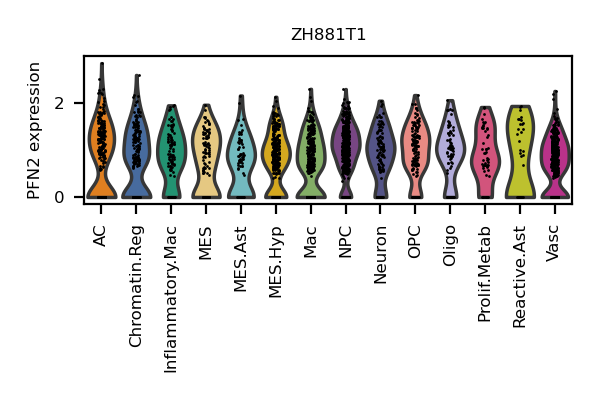 ZH881T1
PFN2 expression
2
0
AC
Chromatin.Reg
Inflammatory.Mac
MES
MES.Ast
MES.Hyp
Mac
NPC
Neuron
OPC
Oligo
Prolif.Metab
Reactive.Ast
Vasc